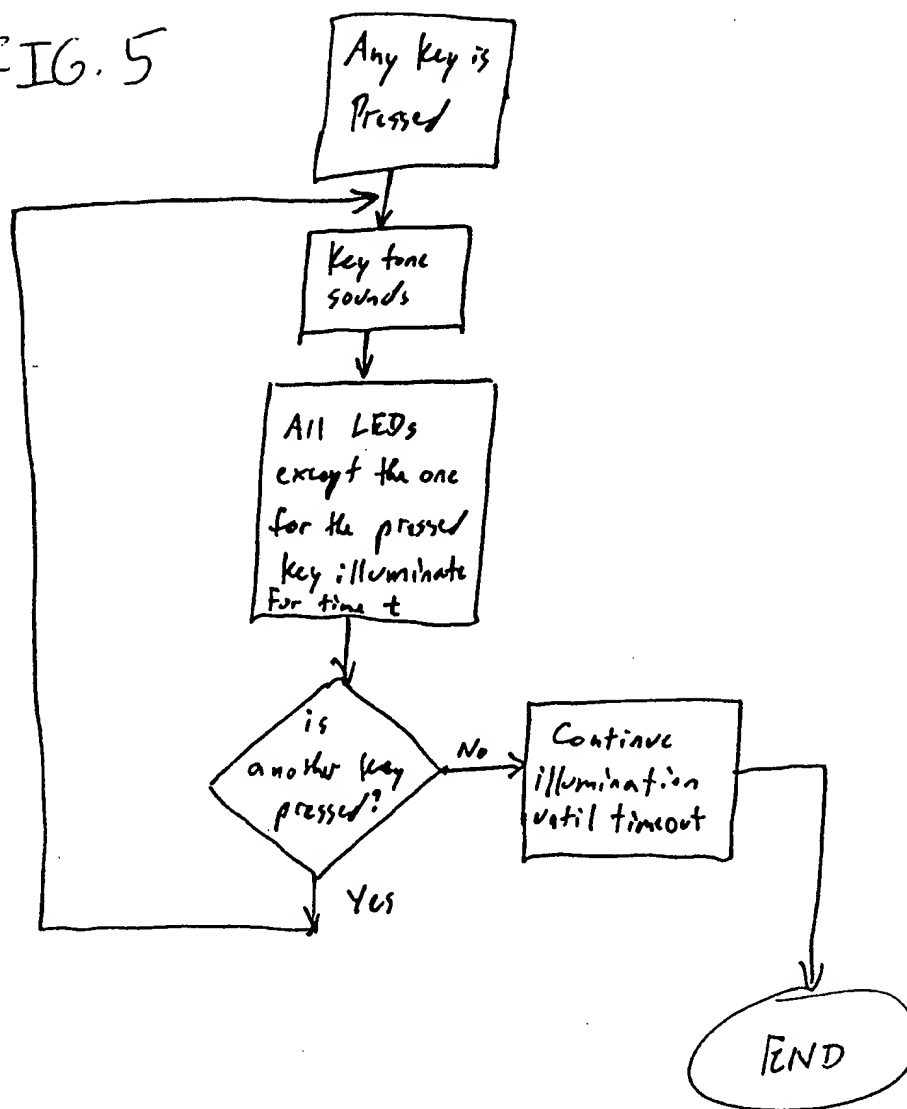 FIG. 5
Any key is
Pressed
Key tone
sounds
All LEDs
except the one
for the pressed
key illuminate
For time t
is
another key
pressed?
No
Continue
illumination
until timeout
Yes
END